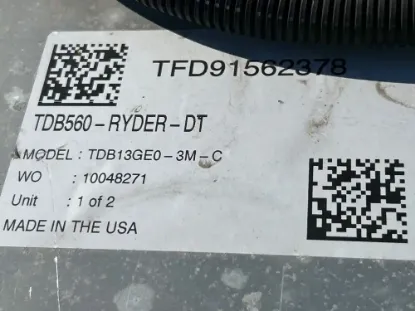 TFD91562378
TDB560-RYDER-DT
MODEL : TDB13GE0-3M-C
WO : 10048271
Unit : 1 of 2
MADE IN THE USA